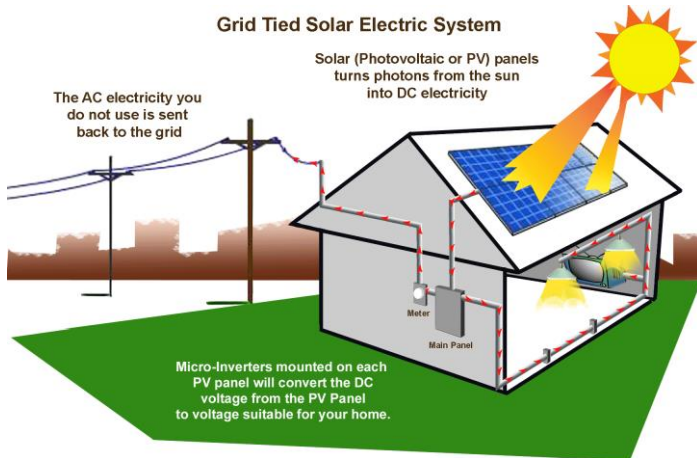 Grid Tied Solar Electric System
Solar (Photovoltaic or PV) panels
turns photons from the sun
into DC electricity
The AC electricity you
do not use is sent
back to the grid
Meter
Main Panel
Micro-Inverters mounted on each
PV panel will convert the DC
voltage from the PV Panel
to voltage suitable for your home.